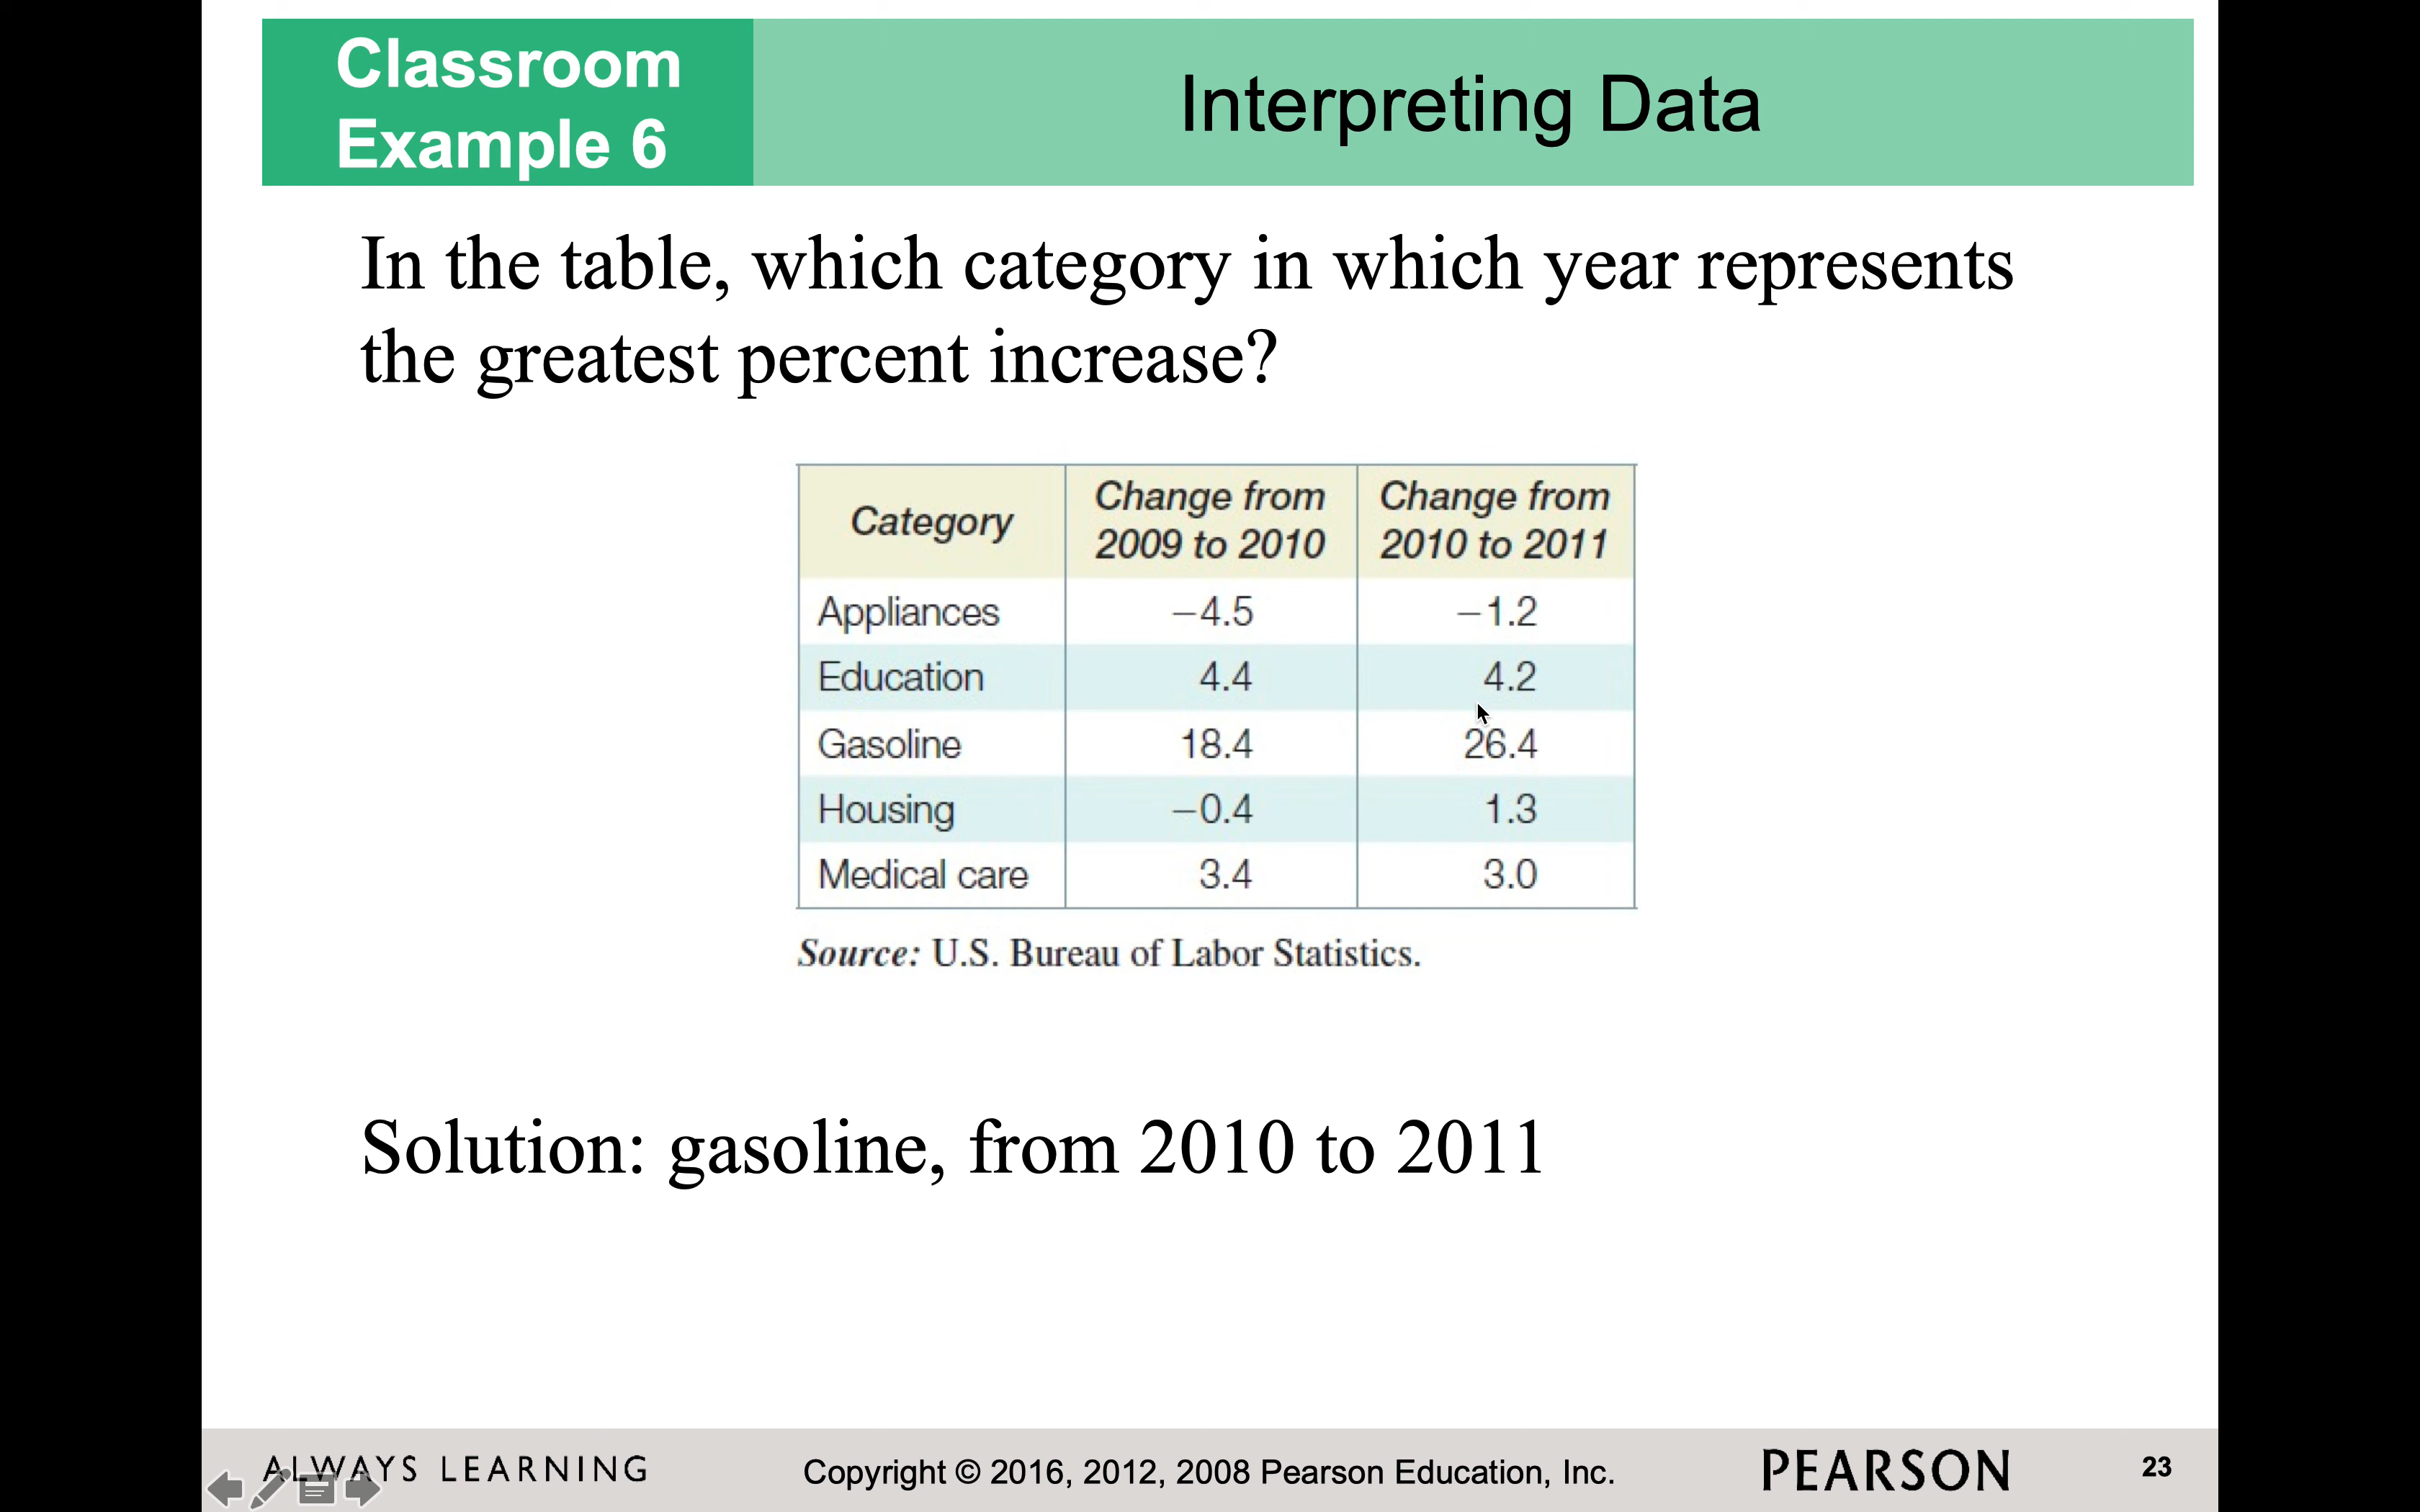 Classroom
Example 6
Interpreting Data
In the table, which category in which year represents
the greatest percent increase?
Category Change from 2009 to 2010 Change from 2010 to 2011
Appliances –4.5 –1.2
Education 4.4 4.2
Gasoline 18.4 26.4
Housing –0.4 1.3
Medical care 3.4 3.0
Source: U.S. Bureau of Labor Statistics.
Solution: gasoline, from 2010 to 2011
ALWAYS LEARNING Copyright © 2016, 2012, 2008 Pearson Education, Inc. PEARSON 23